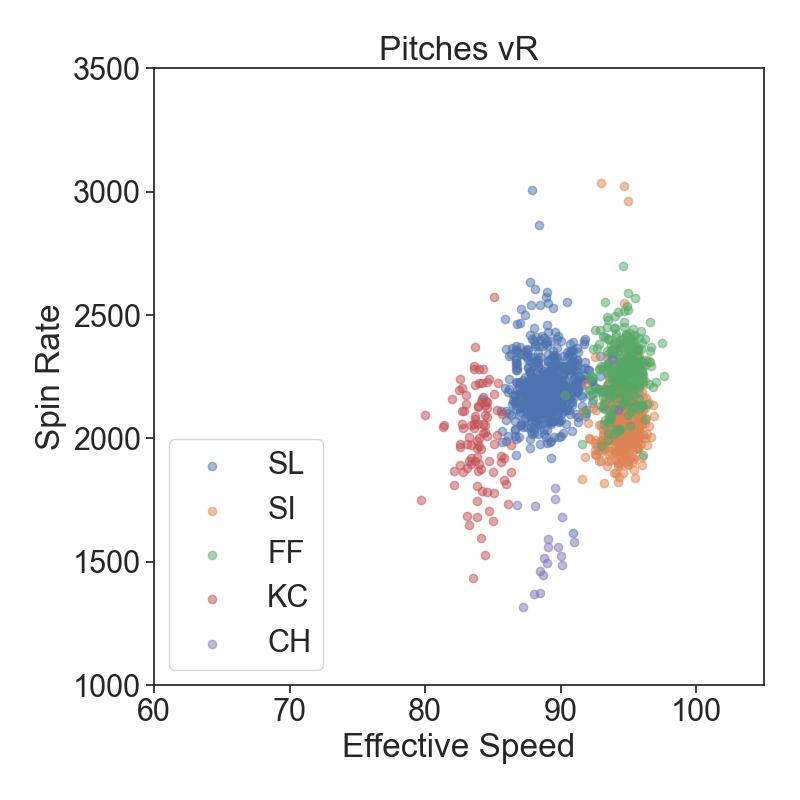 Pitches vR
3500
3000
2500
2000
1500
1000
Spin Rate
SL
SI
FF
KC
CH
60 70 80 90 100
Effective Speed